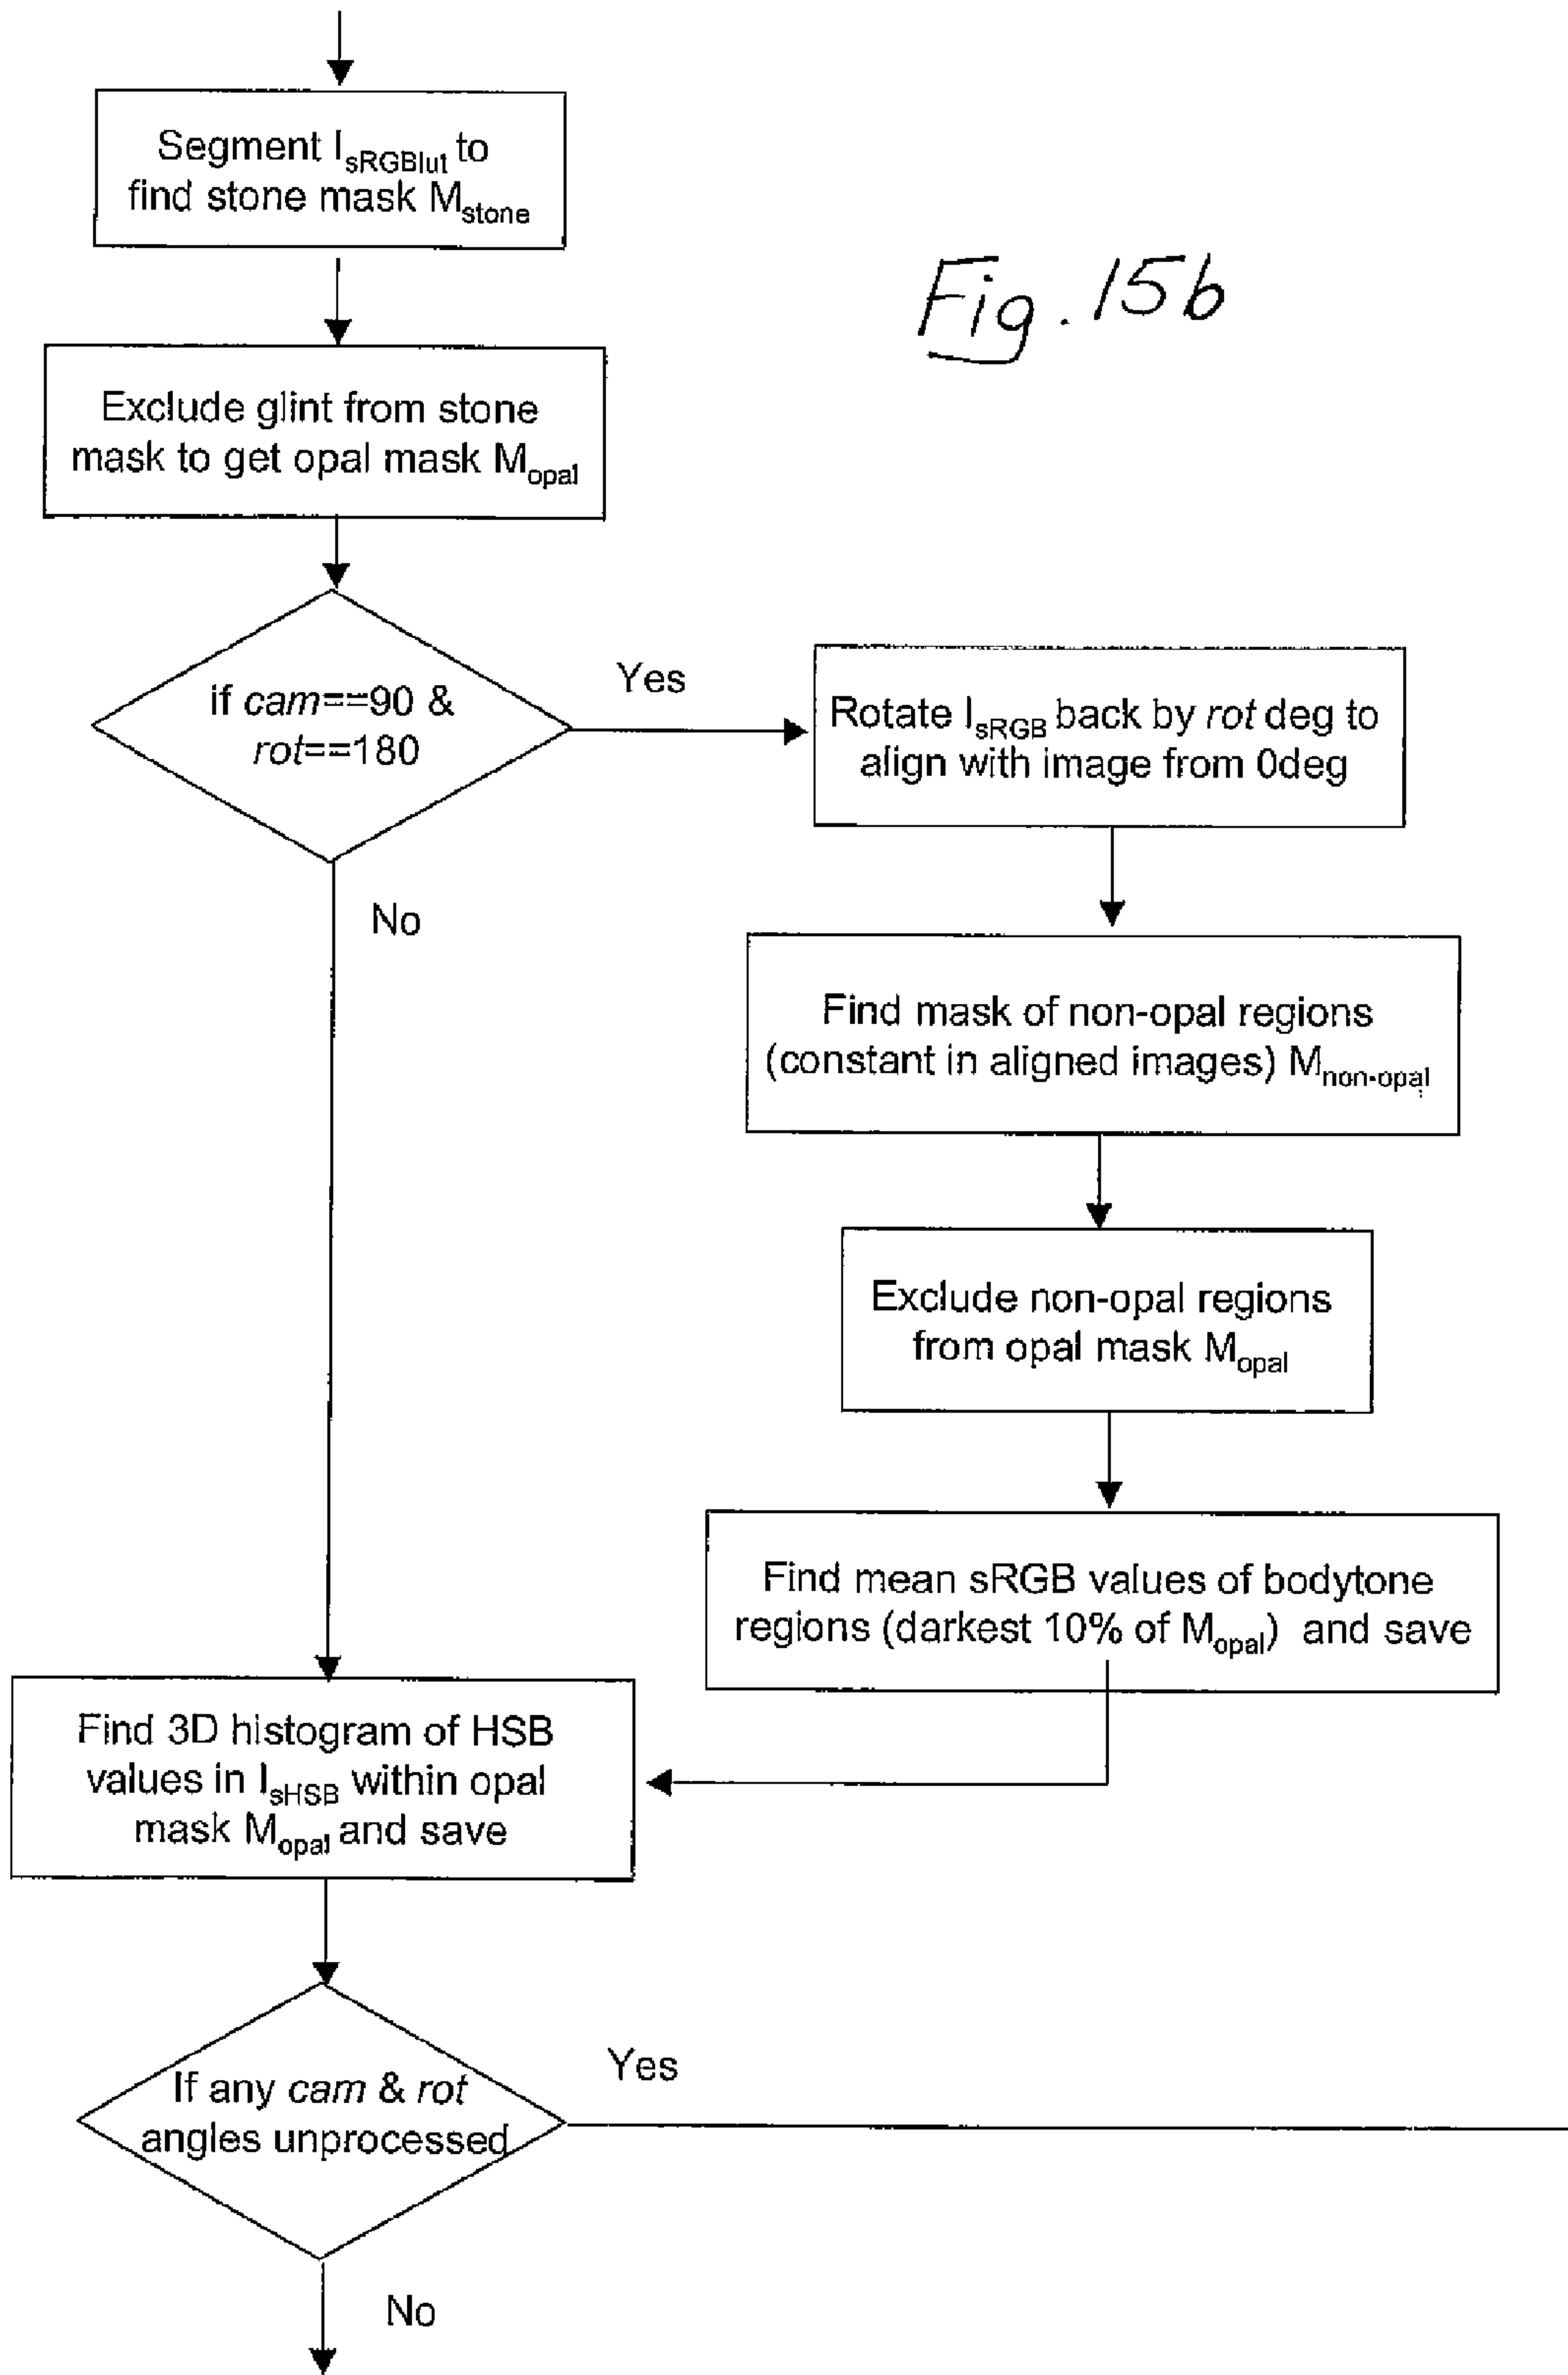 Segment I_sRGBlut to
find stone mask M_stone
Fig. 15b
Exclude glint from stone
mask to get opal mask M_opal
if cam==90 &
rot==180
Yes
Rotate I_sRGB back by rot deg to
align with image from 0deg
No
Find mask of non-opal regions
(constant in aligned images) M_non-opal
Exclude non-opal regions
from opal mask M_opal
Find mean sRGB values of bodytone
regions (darkest 10% of M_opal) and save
Find 3D histogram of HSB
values in I_sHSB within opal
mask M_opal and save
If any cam & rot
angles unprocessed
Yes
No